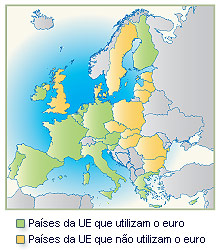 Países da UE que utilizam o euro
Países da UE que não utilizam o euro